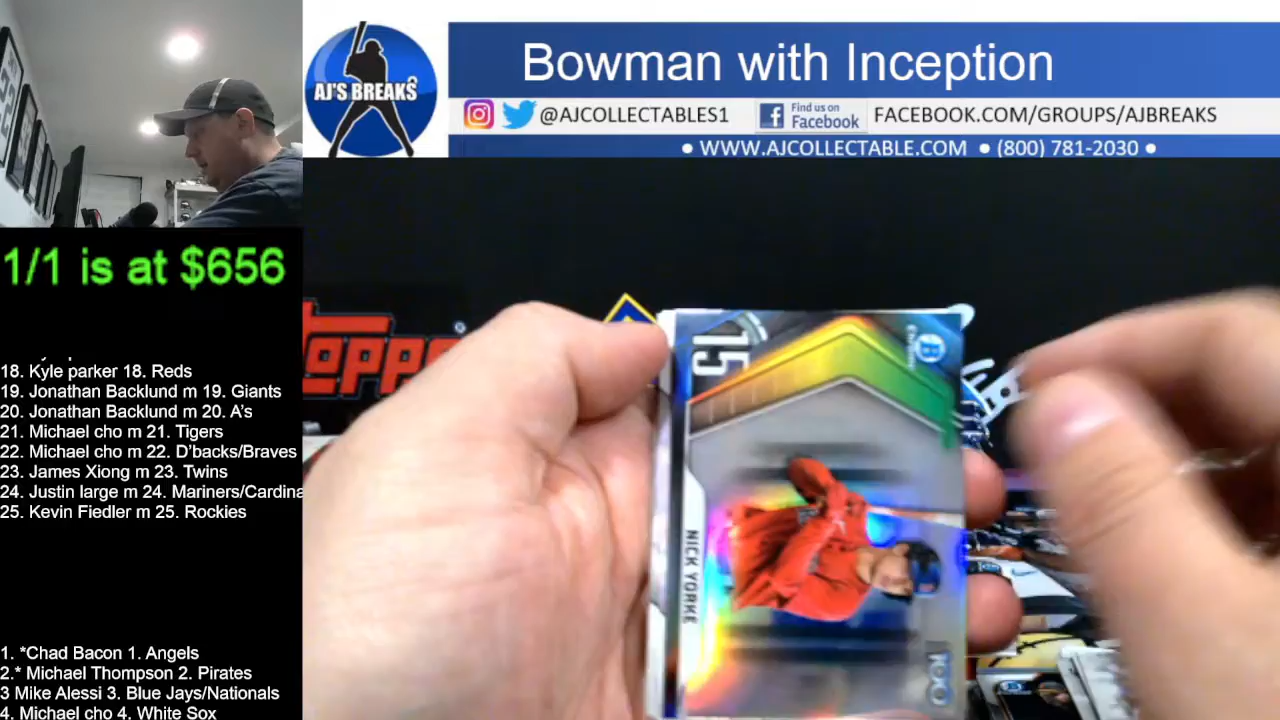 Bowman with Inception
AJ'S BREAKS
@AJCOLLECTABLES1
Find us on
Facebook
FACEBOOK.COM/GROUPS/AJBREAKS
• WWW.AJCOLLECTABLE.COM • (800) 781-2030 •
1/1 is at $656
18. Kyle parker 18. Reds
19. Jonathan Backlund m 19. Giants
20. Jonathan Backlund m 20. A's
21. Michael cho m 21. Tigers
22. Michael cho m 22. D'backs/Braves
23. James Xiong m 23. Twins
24. Justin large m 24. Mariners/Cardina
25. Kevin Fiedler m 25. Rockies
1. *Chad Bacon 1. Angels
2.* Michael Thompson 2. Pirates
3 Mike Alessi 3. Blue Jays/Nationals
4. Michael cho 4. White Sox
TOPPS
15
B
Chrome
NICK YORKE
100